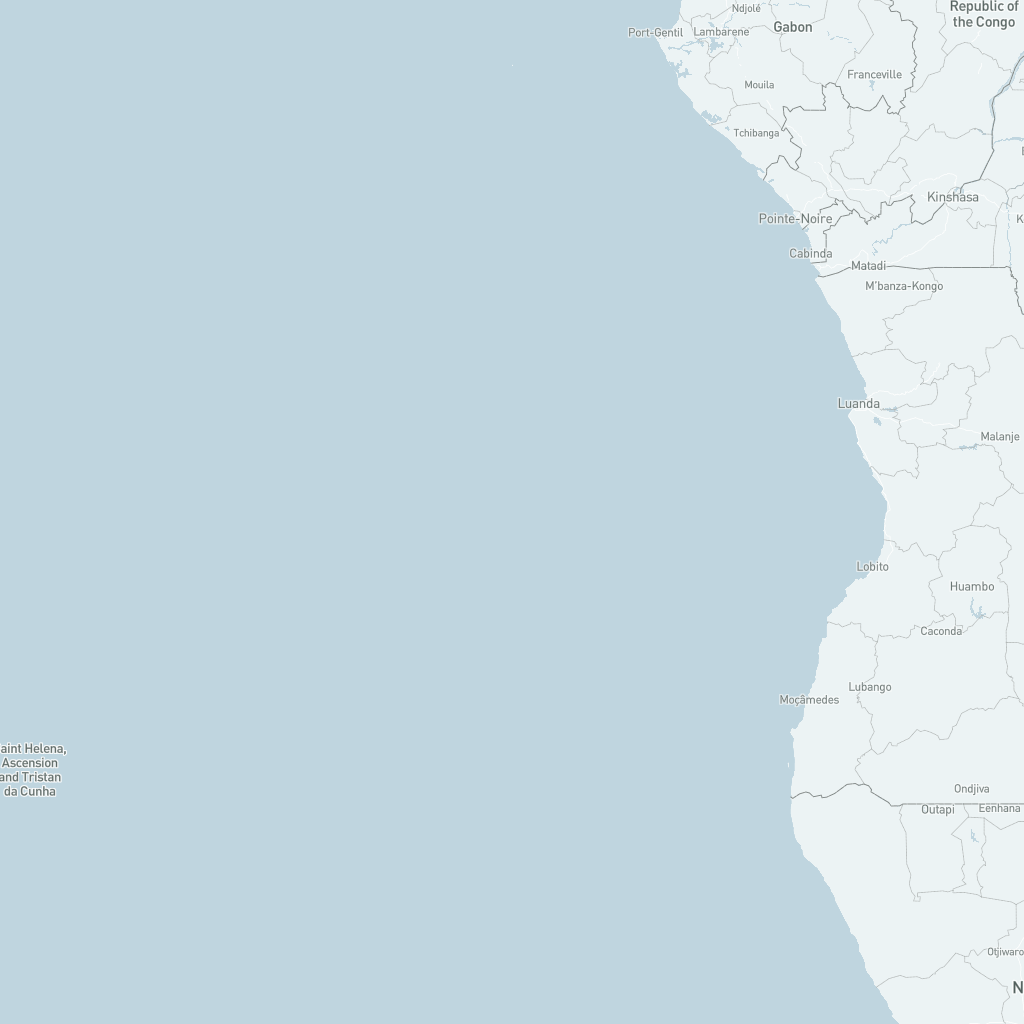 Ndjolé
Republic of
the Congo
Gabon
Port-Gentil
Lambarene
Franceville
Mouila
Tchibanga
Kinshasa
Pointe-Noire
Cabinda
Matadi
M'banza-Kongo
Luanda
Malanje
Lobito
Huambo
Caconda
Lubango
Moçâmedes
aint Helena,
Ascension
and Tristan
da Cunha
Ondjiva
Outapi
Eenhana
Otjiwaro
N